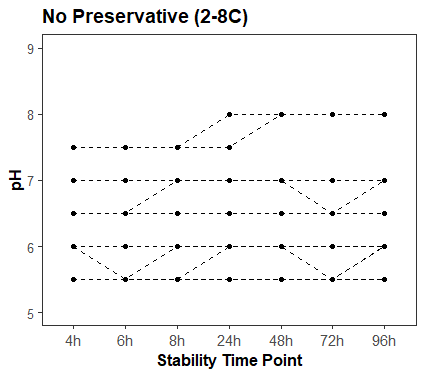 No Preservative (2-8C)
9
8
7
6
5
pH
4h 6h 8h 24h 48h 72h 96h
Stability Time Point